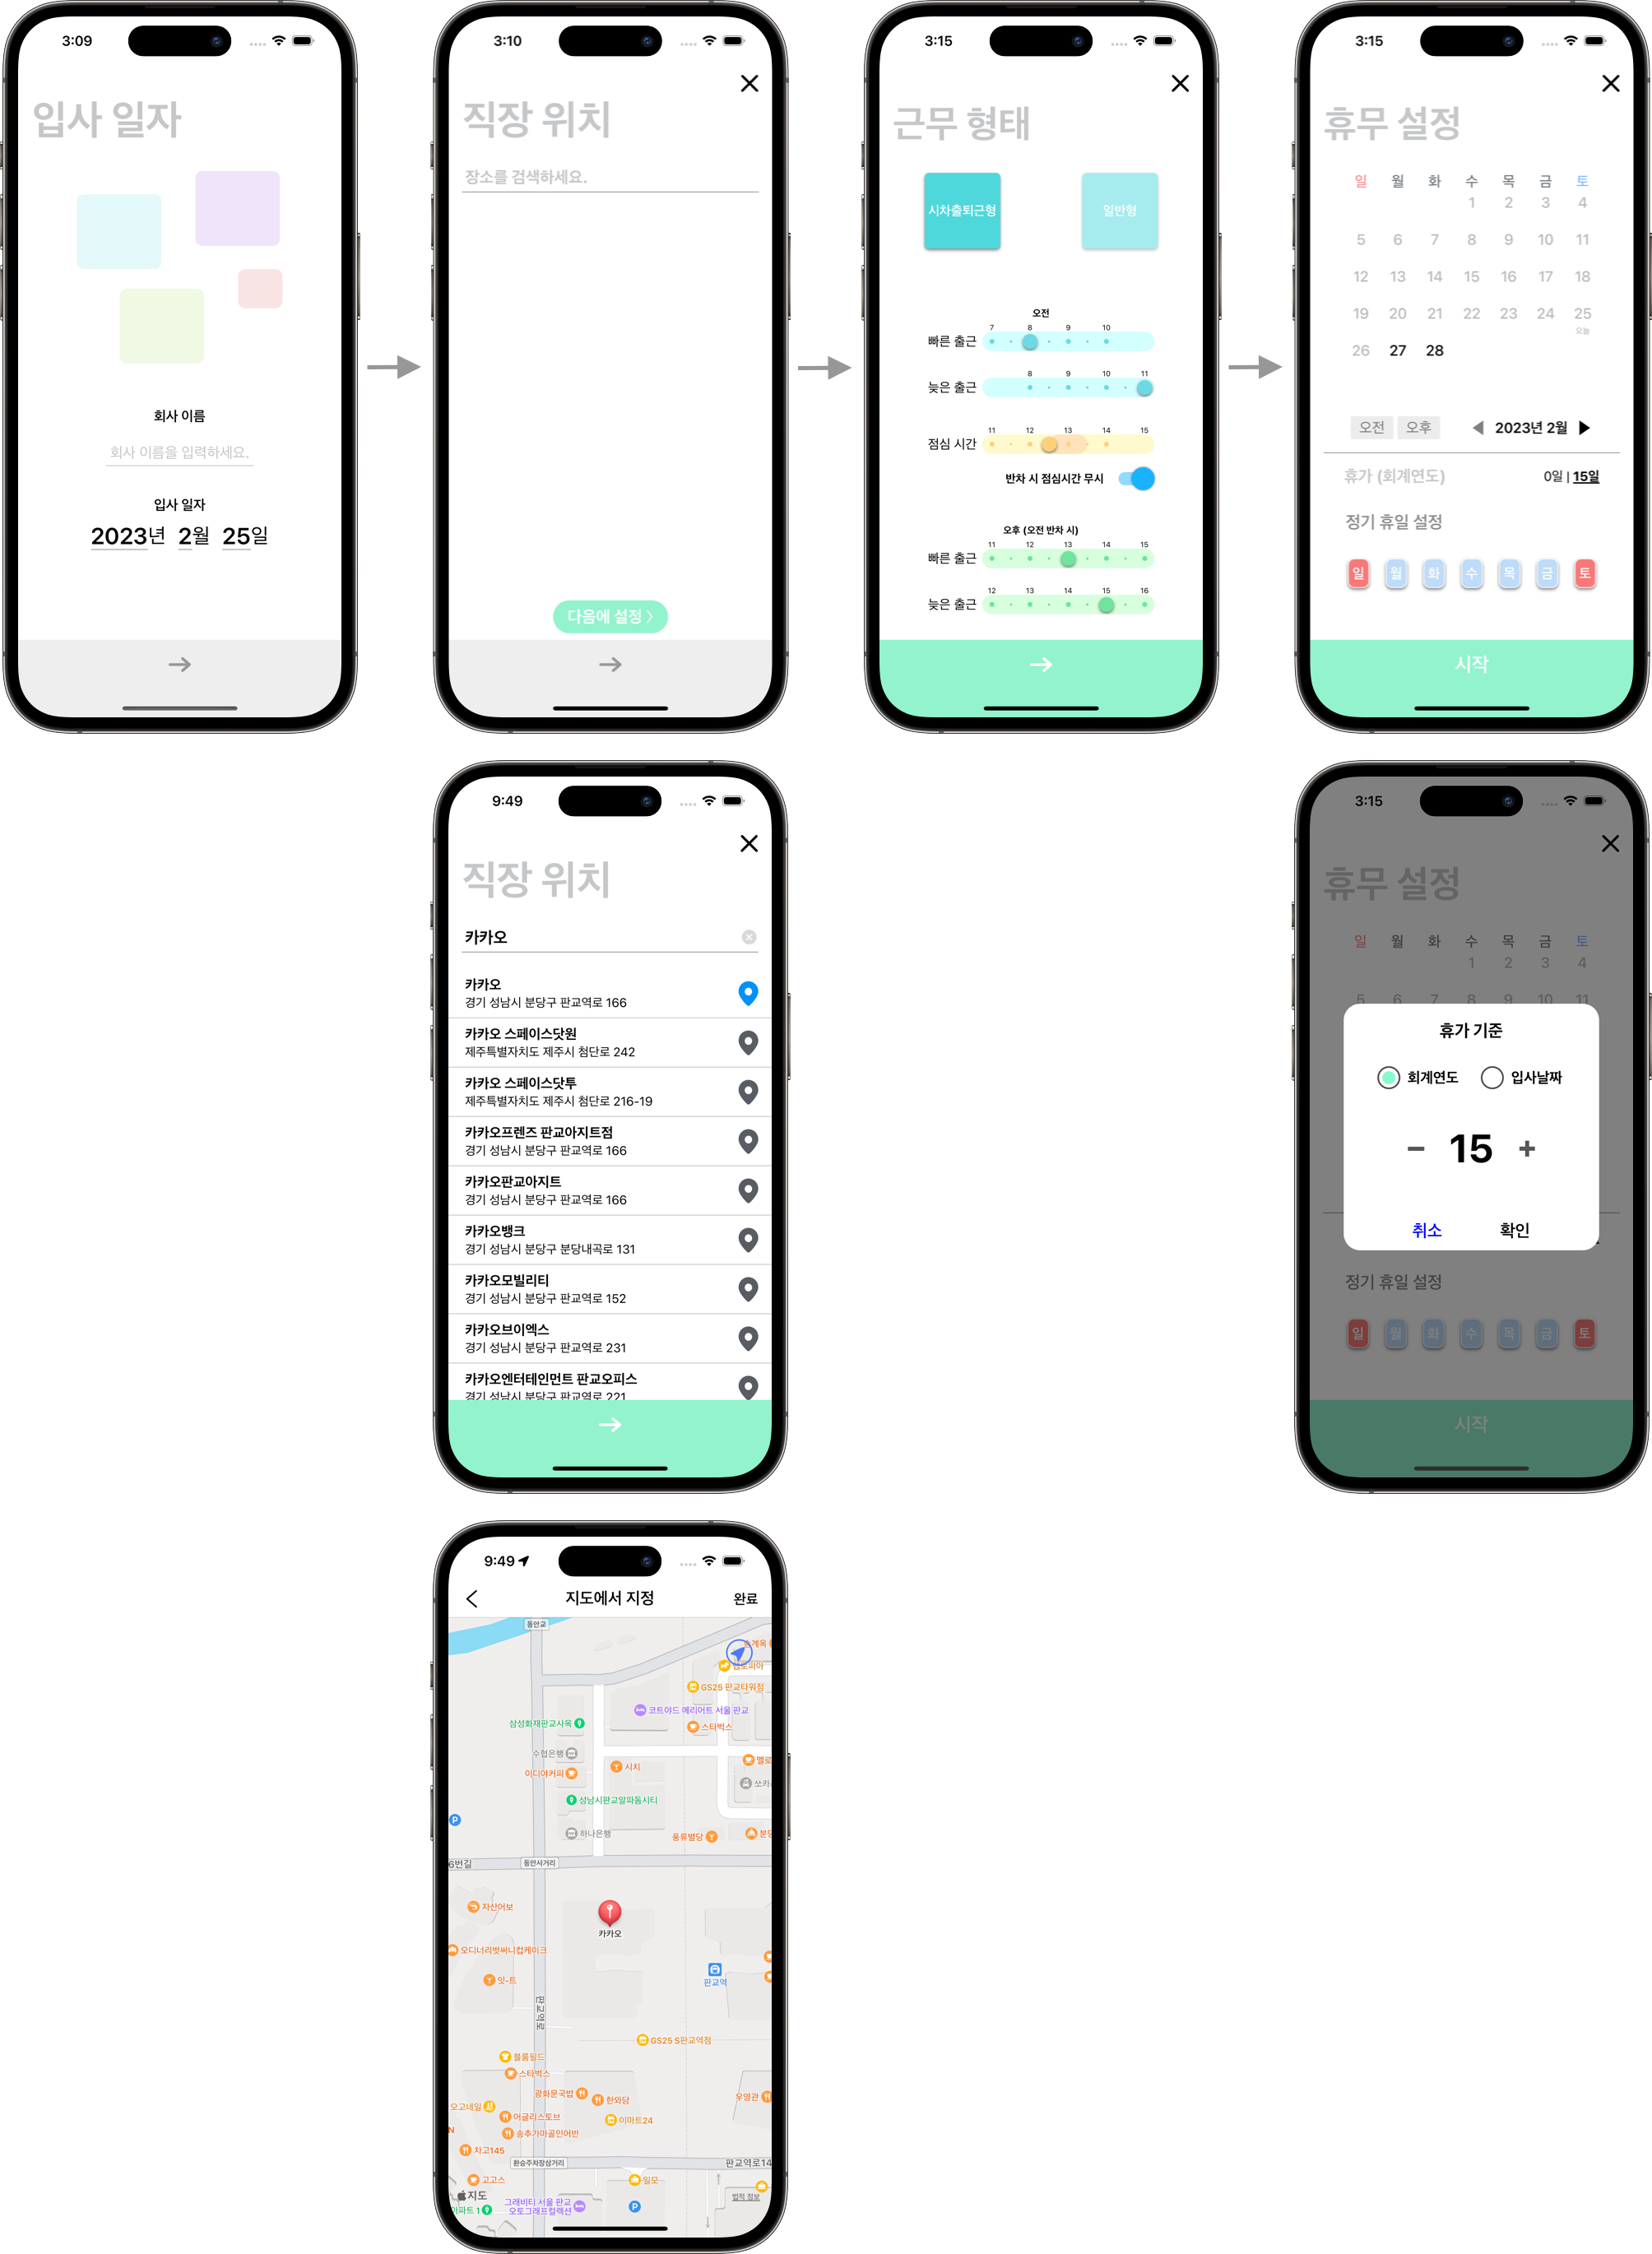 3:09
입사 일자
회사 이름
회사 이름을 입력하세요.
입사 일자
2023년 2월 25일
3:10
직장 위치
장소를 검색하세요.
다음에 설정
3:15
근무 형태
시차출퇴근형 일반형
오전
7 8 9 10
빠른 출근
8 9 10 11
늦은 출근
11 12 13 14 15
점심 시간
반차 시 점심시간 무시
오후 (오전 반차 시)
11 12 13 14 15
빠른 출근
12 13 14 15 16
늦은 출근
3:15
휴무 설정
일 월 화 수 목 금 토
1 2 3 4
5 6 7 8 9 10 11
12 13 14 15 16 17 18
19 20 21 22 23 24 25
오늘
26 27 28
오전 오후 2023년 2월
휴가 (회계연도) 0일 | 15일
정기 휴일 설정
일 월 화 수 목 금 토
시작
9:49
직장 위치
카카오
카카오
경기 성남시 분당구 판교역로 166
카카오 스페이스닷원
제주특별자치도 제주시 첨단로 242
카카오 스페이스닷투
제주특별자치도 제주시 첨단로 216-19
카카오프렌즈 판교아지트점
경기 성남시 분당구 판교역로 166
카카오판교아지트
경기 성남시 분당구 판교역로 166
카카오뱅크
경기 성남시 분당구 분당내곡로 131
카카오모빌리티
경기 성남시 분당구 판교역로 152
카카오브이엑스
경기 성남시 분당구 판교역로 231
카카오엔터테인먼트 판교오피스
경기 성남시 분당구 판교역로 221
3:15
휴무 설정
일 월 화 수 목 금 토
1 2 3 4
5 6 7 8 9 10 11
휴가 기준
회계연도 입사날짜
− 15 +
취소 확인
정기 휴일 설정
일 월 화 수 목 금 토
시작
9:49
지도에서 지정 완료
동안교
GS25 판교타워점
코트야드 메리어트 서울 판교
삼성화재판교사옥
스타벅스
수협은행
이디야커피
시치
멜로
쏘카
성남시판교알파돔시티
P
하나은행
풍류별당
분당
6번길
동안사거리
자산어보
카카오
오디너리벗써니컵케이크
잇-트
판교역
판교역로
GS25 S판교역점
블룸필드
스타벅스
광화문국밥
한와담
우영관
오고네일
어글리스토브
이마트24
N
송추가마골인어반
차고145
환승주차장삼거리
판교역로14
고고스
일모
지도
법적 정보
그래비티 서울 판교
오토그래프컬렉션
아파트 1
P